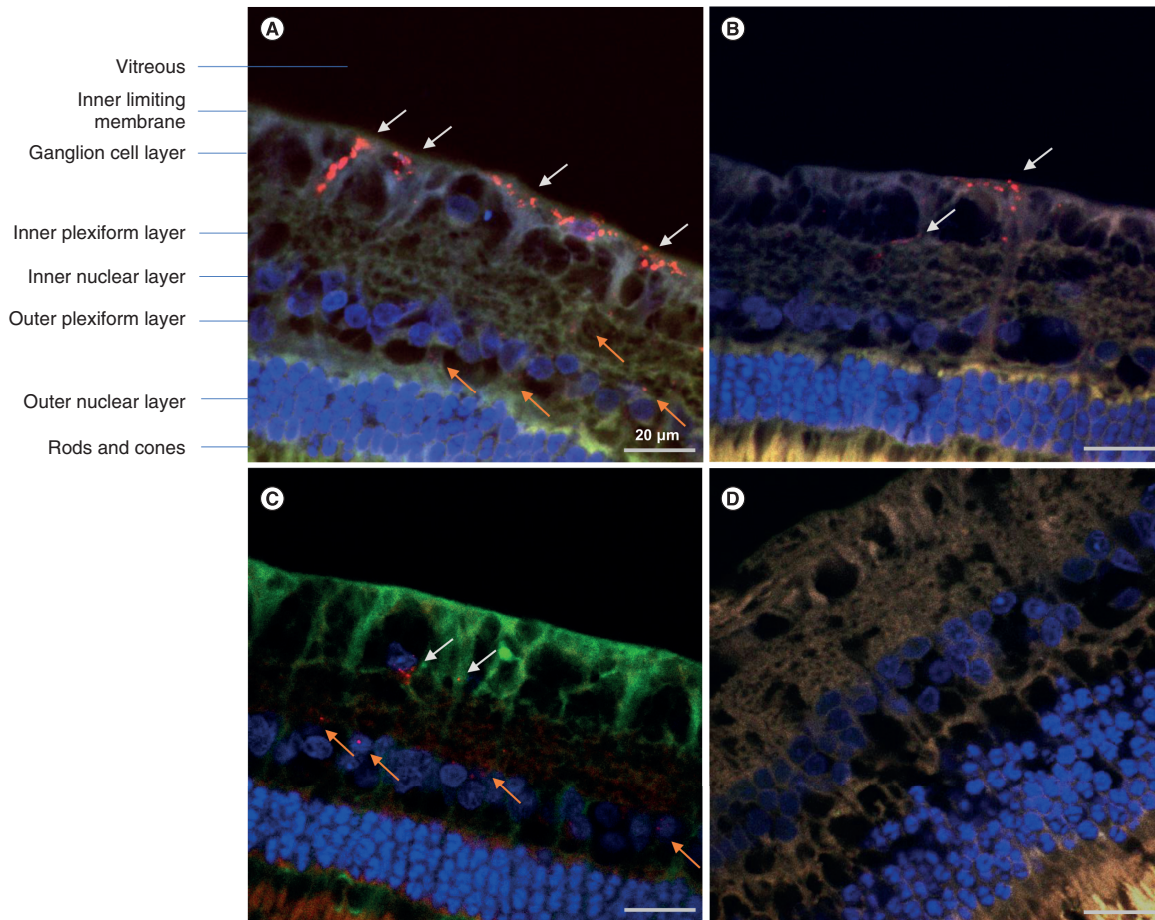 A
B
Vitreous
Inner limiting
membrane
Ganglion cell layer
Inner plexiform layer
Inner nuclear layer
Outer plexiform layer
Outer nuclear layer
Rods and cones
20 µm
C
D